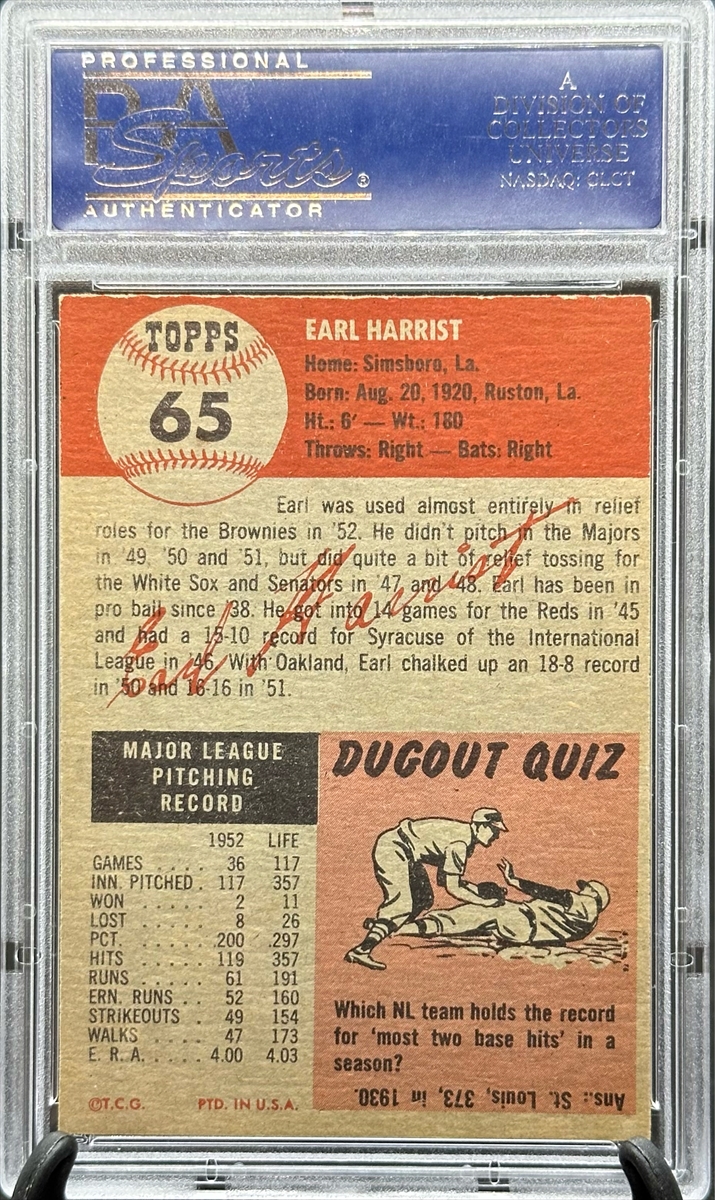 PROFESSIONAL
PSA
Sports®
AUTHENTICATOR
A
DIVISION OF
COLLECTORS
UNIVERSE
NASDAQ: CLCT
TOPPS
65
EARL HARRIST
Home: Simsboro, La.
Born: Aug. 20, 1920, Ruston, La.
Ht.: 6′ — Wt.: 180
Throws: Right — Bats: Right
Earl was used almost entirely in relief
roles for the Brownies in '52. He didn't pitch in the Majors
in '49, '50 and '51, but did quite a bit of relief tossing for
the White Sox and Senators in '47 and '48. Earl has been in
pro ball since '38. He got into 14 games for the Reds in '45
and had a 15-10 record for Syracuse of the International
League in '46. With Oakland, Earl chalked up an 18-8 record
in '50 and 16-16 in '51.
Earl Harrist
MAJOR LEAGUE
PITCHING
RECORD
1952 LIFE
GAMES .... 36 117
INN. PITCHED . 117 357
WON ..... 2 11
LOST ..... 8 26
PCT. ..... .200 .297
HITS ..... 119 357
RUNS ..... 61 191
ERN. RUNS .. 52 160
STRIKEOUTS . 49 154
WALKS .... 47 173
E. R. A. .... 4.00 4.03
©T.C.G. PTD. IN U.S.A.
DUGOUT QUIZ
Which NL team holds the record
for 'most two base hits' in a
season?
Ans.: St. Louis, 373, in 1930.